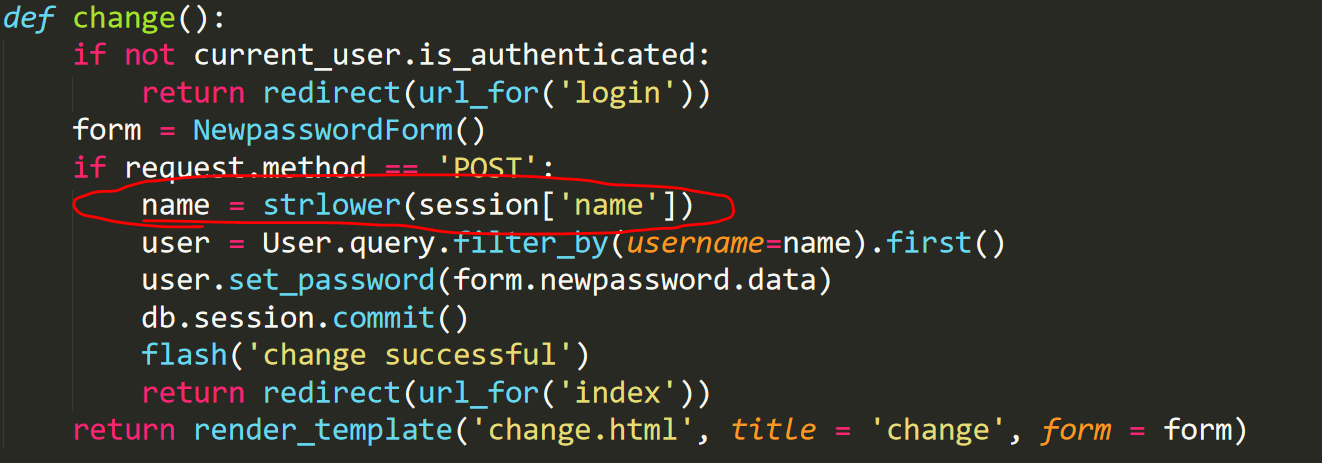 def change():
    if not current_user.is_authenticated:
        return redirect(url_for('login'))
    form = NewpasswordForm()
    if request.method == 'POST':
        name = strlower(session['name'])
        user = User.query.filter_by(username=name).first()
        user.set_password(form.newpassword.data)
        db.session.commit()
        flash('change successful')
        return redirect(url_for('index'))
    return render_template('change.html', title = 'change', form = form)